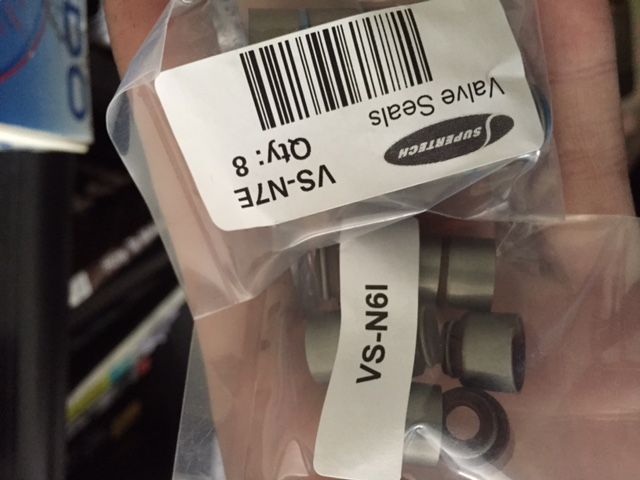 SUPERTECH
VS-N7E
Valve Seals
Qty: 8
VS-N6I